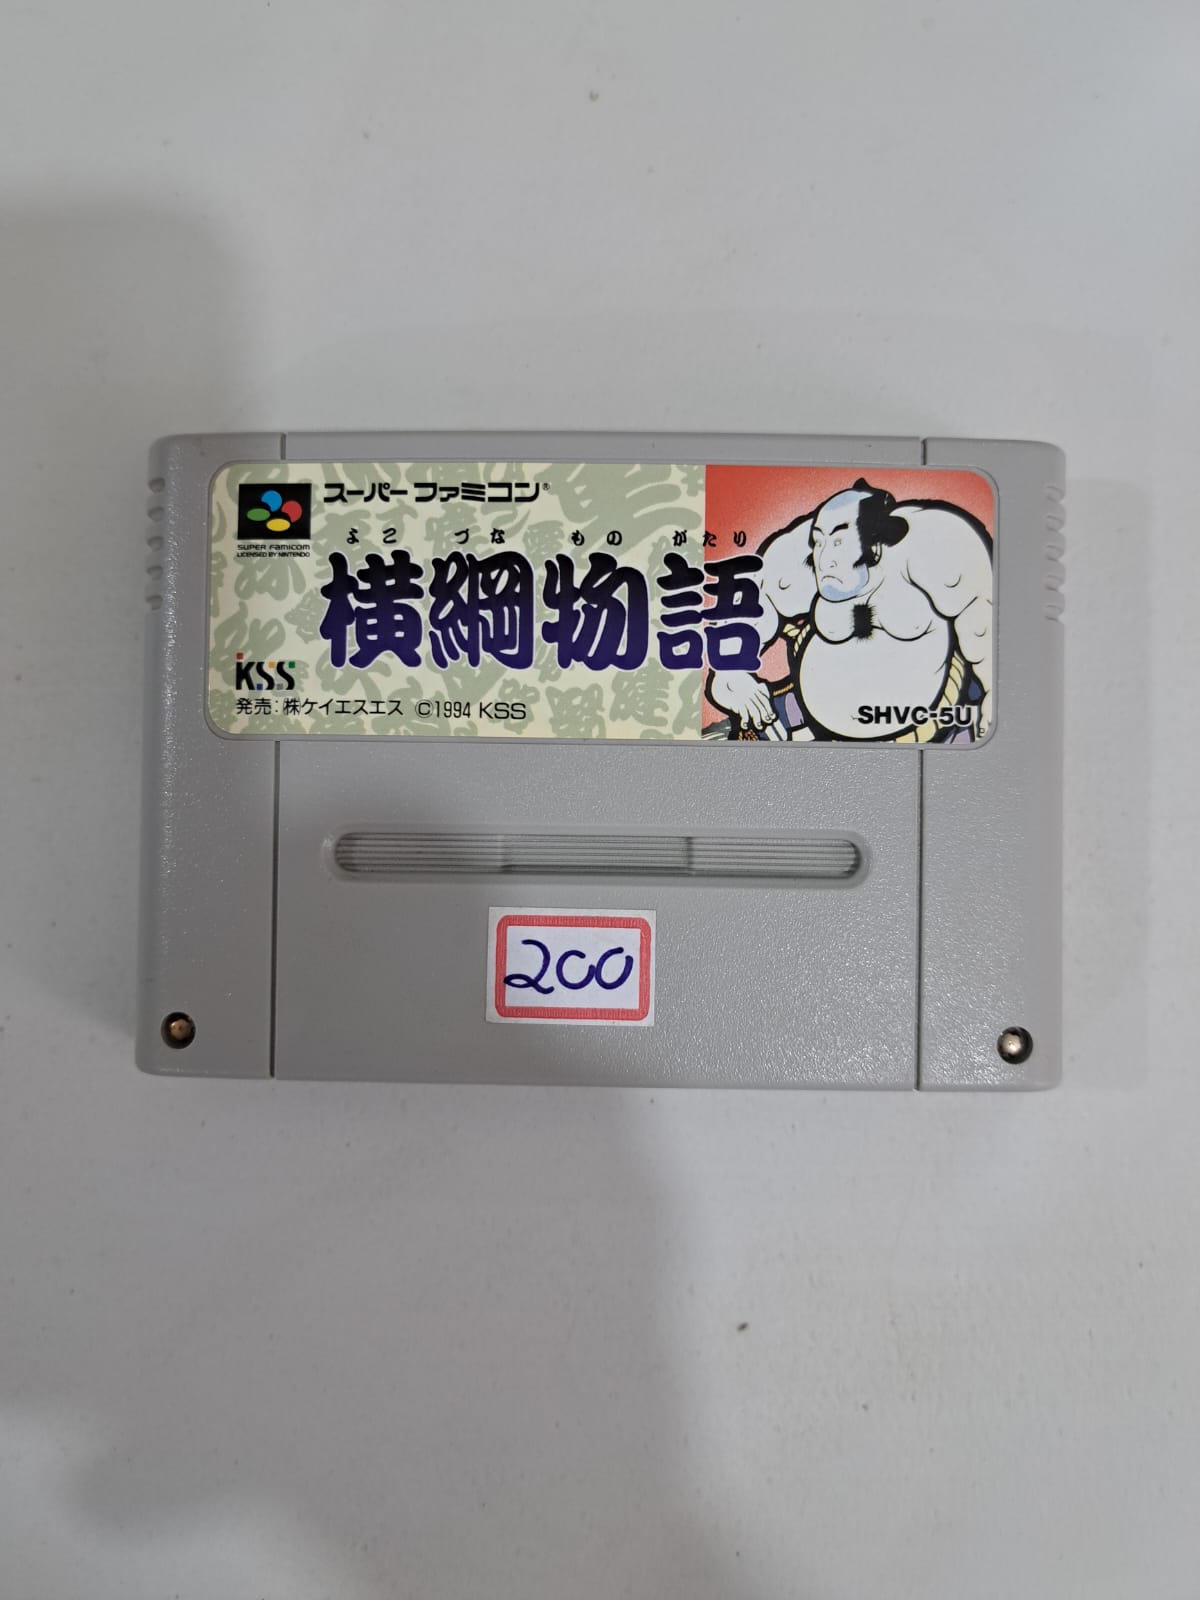 スーパーファミコン®
SUPER FAMICOM
LICENSED BY NINTENDO
よこ づな もの がたり
横綱物語
KSS
発売:㈱ケイエスエス ©1994 KSS
SHVC-5U
200